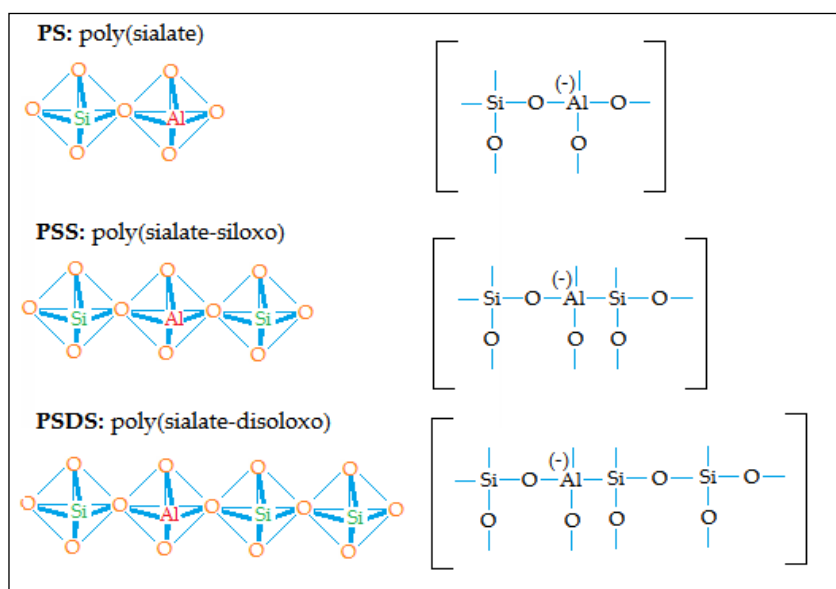 PS: poly(sialate)
O O
O Si O Al O
O O
(-)
Si O Al O
O O
PSS: poly(sialate-siloxo)
O O O
O Si O Al O Si O
O O O
(-)
Si O Al Si O
O O O
PSDS: poly(sialate-disoloxo)
O O O O
O Si O Al O Si O Si O
O O O O
(-)
Si O Al Si O Si O
O O O O